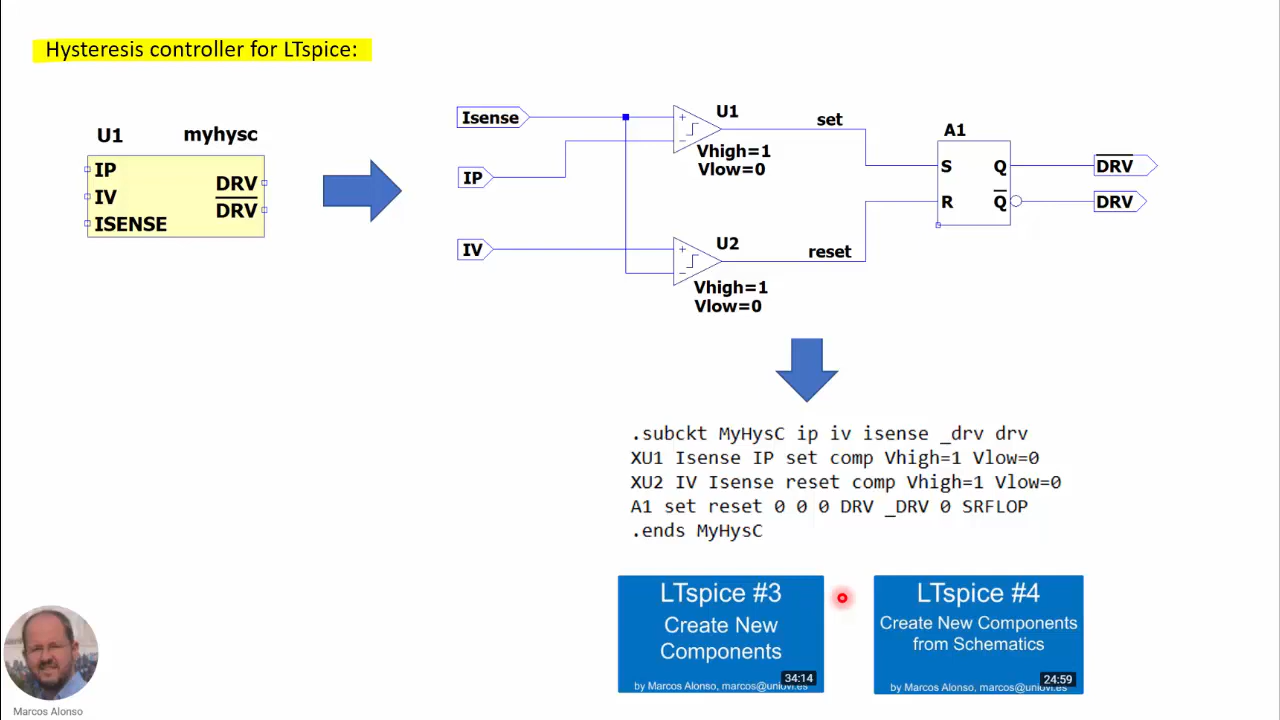 Hysteresis controller for LTspice:
U1 myhysc
IP
IV
ISENSE
DRV
DRV
Isense
IP
IV
U1
Vhigh=1
Vlow=0
set
U2
Vhigh=1
Vlow=0
reset
A1
S Q
R Q
DRV
DRV
.subckt MyHysC ip iv isense _drv drv
XU1 Isense IP set comp Vhigh=1 Vlow=0
XU2 IV Isense reset comp Vhigh=1 Vlow=0
A1 set reset 0 0 0 DRV _DRV 0 SRFLOP
.ends MyHysC
LTspice #3
Create New
Components
34:14
by Marcos Alonso, marcos@uniovi.es
LTspice #4
Create New Components
from Schematics
24:59
by Marcos Alonso, marcos@uniovi.es
Marcos Alonso